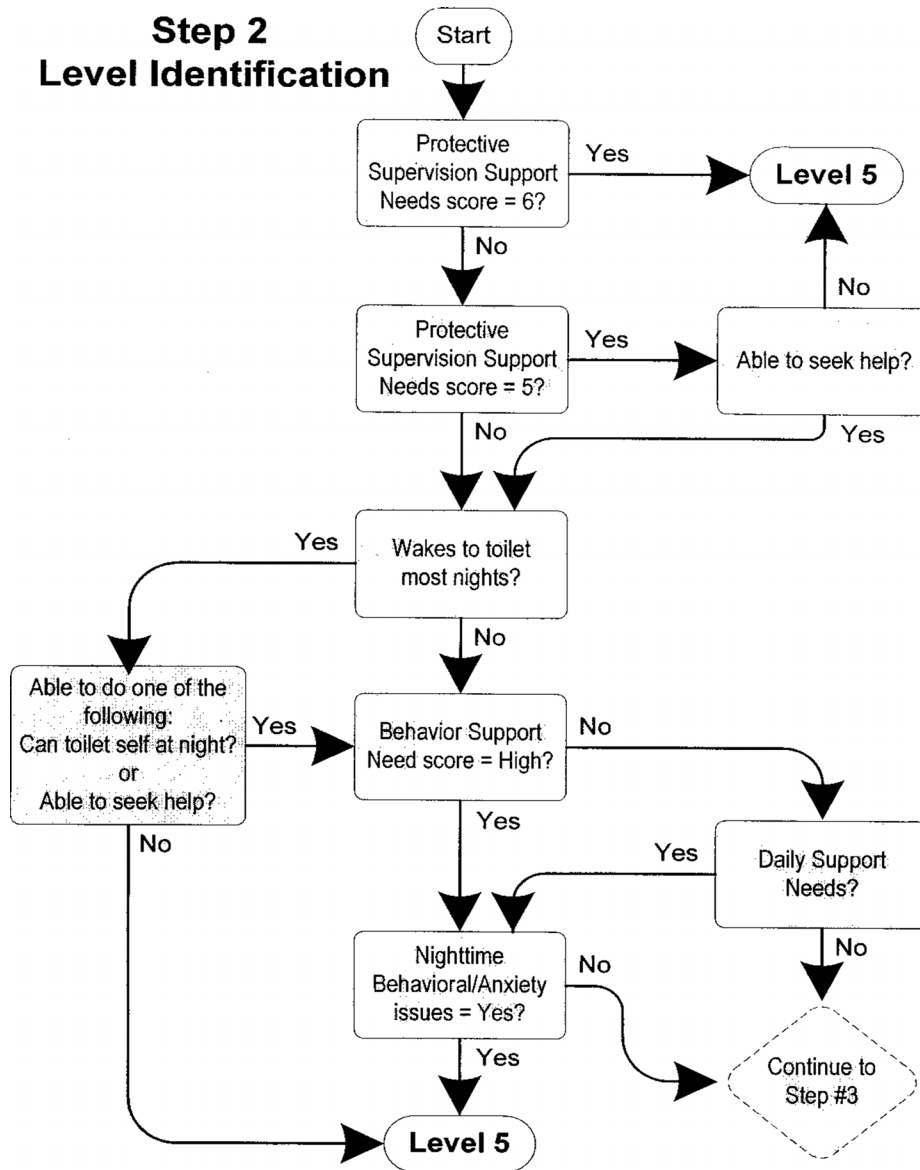 Step 2
Level Identification
Start
Protective
Supervision Support
Needs score = 6?
Yes
Level 5
No
No
Protective
Supervision Support
Needs score = 5?
Yes
Able to seek help?
No
Yes
Yes
Wakes to toilet
most nights?
No
Able to do one of the
following:
Can toilet self at night?
or
Able to seek help?
Yes
Behavior Support
Need score = High?
No
No
Yes
Yes
Daily Support
Needs?
Nighttime
Behavioral/Anxiety
issues = Yes?
No
No
Yes
Continue to
Step #3
Level 5